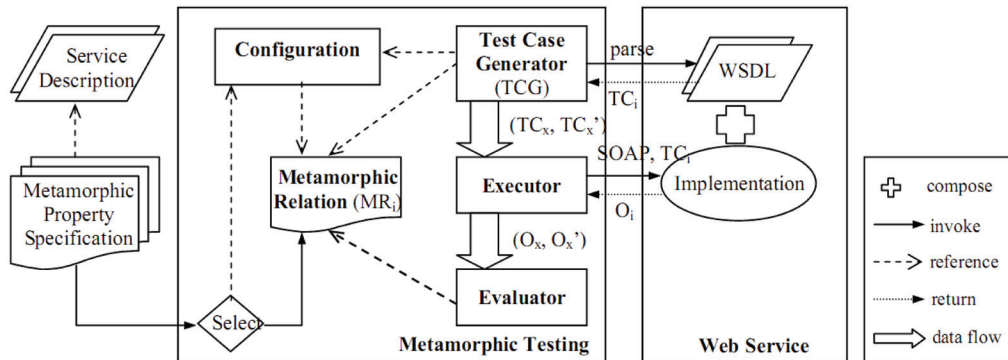 Service
Description
Metamorphic
Property
Specification
Configuration
Test Case
Generator
(TCG)
Metamorphic
Relation (MRi)
(TCx, TCx’)
Executor
(Ox, Ox’)
Evaluator
Select
Metamorphic Testing
parse
TCi
SOAP, TCi
Oi
WSDL
Implementation
Web Service
compose
invoke
reference
return
data flow